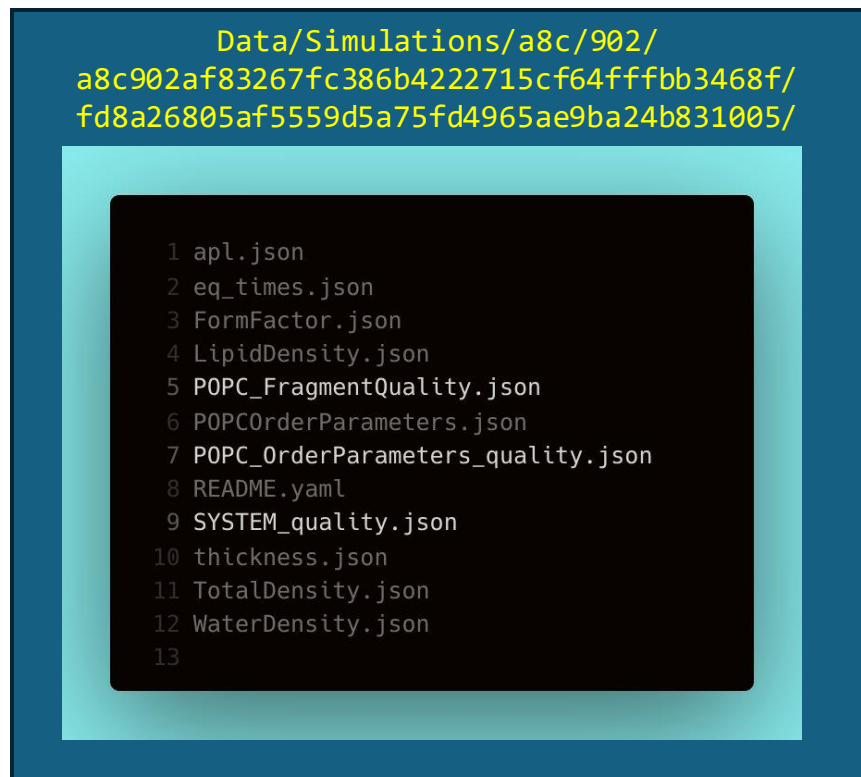 Data/Simulations/a8c/902/
a8c902af83267fc386b4222715cf64fffbb3468f/
fd8a26805af5559d5a75fd4965ae9ba24b831005/
1 apl.json
2 eq_times.json
3 FormFactor.json
4 LipidDensity.json
5 POPC_FragmentQuality.json
6 POPCOrderParameters.json
7 POPC_OrderParameters_quality.json
8 README.yaml
9 SYSTEM_quality.json
10 thickness.json
11 TotalDensity.json
12 WaterDensity.json
13